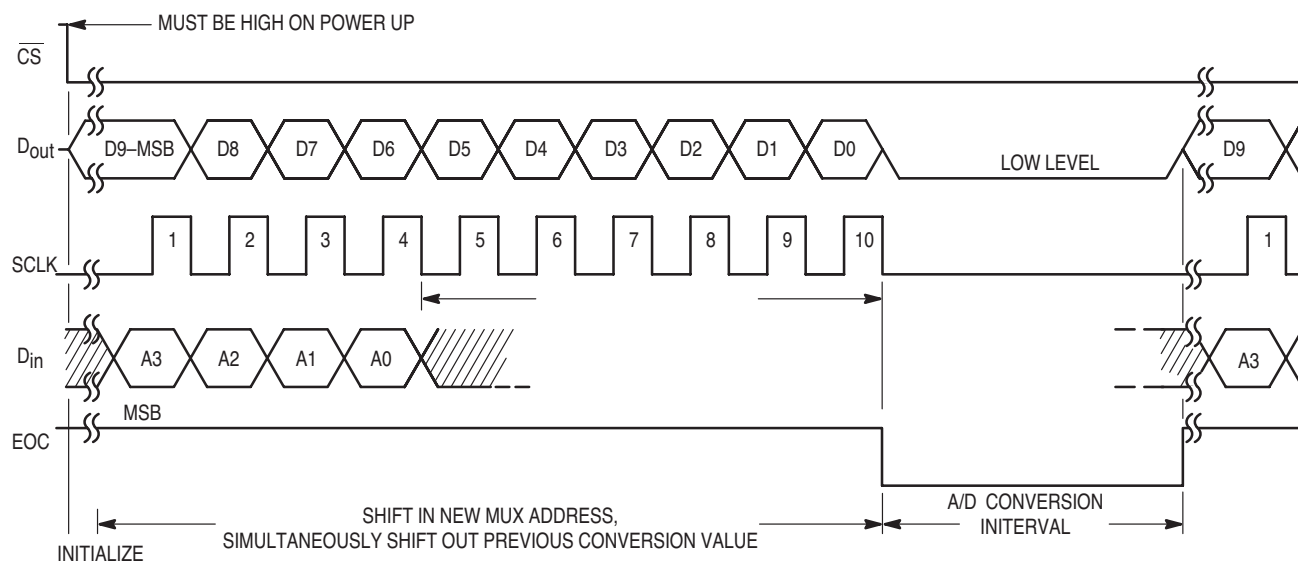 MUST BE HIGH ON POWER UP
CS
Dout
D9–MSB D8 D7 D6 D5 D4 D3 D2 D1 D0 LOW LEVEL D9
SCLK
1 2 3 4 5 6 7 8 9 10 1
Din
A3 A2 A1 A0 A3
MSB
EOC
SHIFT IN NEW MUX ADDRESS,
SIMULTANEOUSLY SHIFT OUT PREVIOUS CONVERSION VALUE
A/D CONVERSION
INTERVAL
INITIALIZE